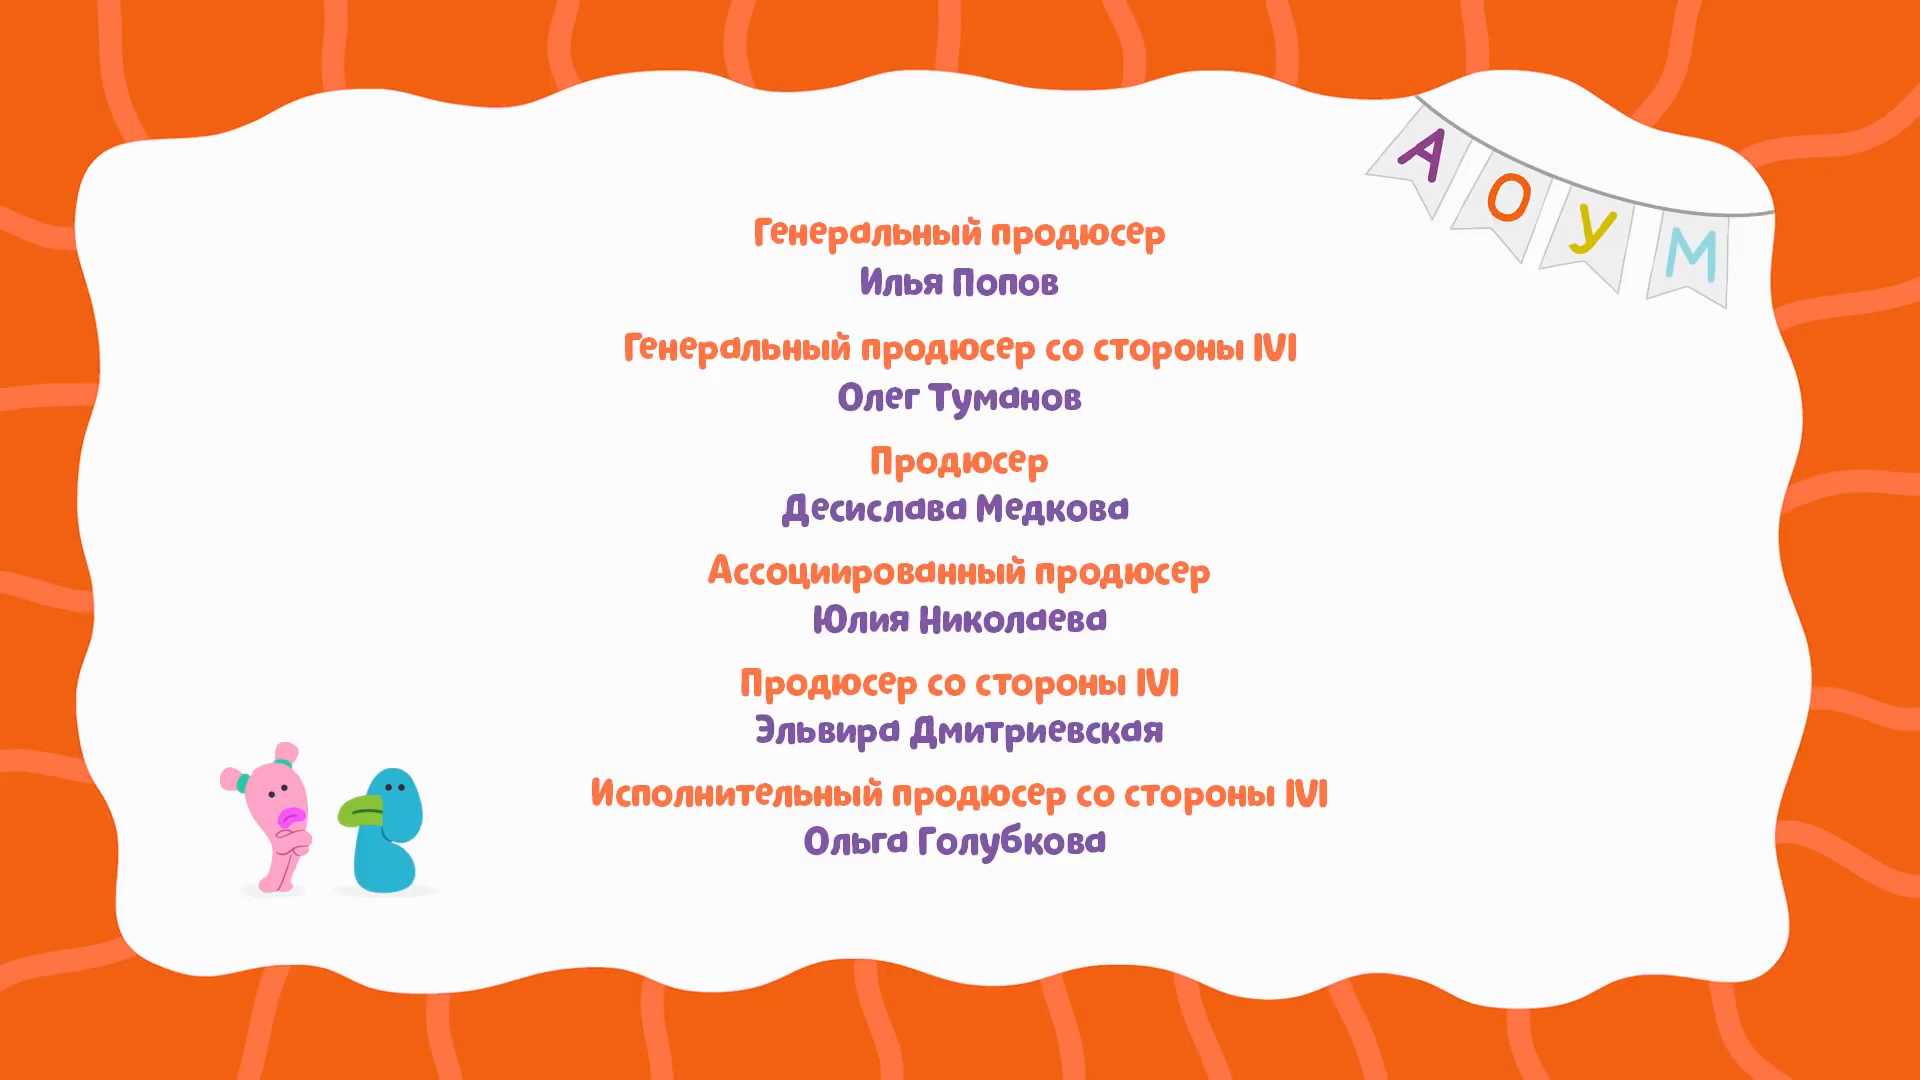 А О У М
Генеральный продюсер
Илья Попов
Генеральный продюсер со стороны IVI
Олег Туманов
Продюсер
Десислава Медкова
Ассоциированный продюсер
Юлия Николаева
Продюсер со стороны IVI
Эльвира Дмитриевская
Исполнительный продюсер со стороны IVI
Ольга Голубкова